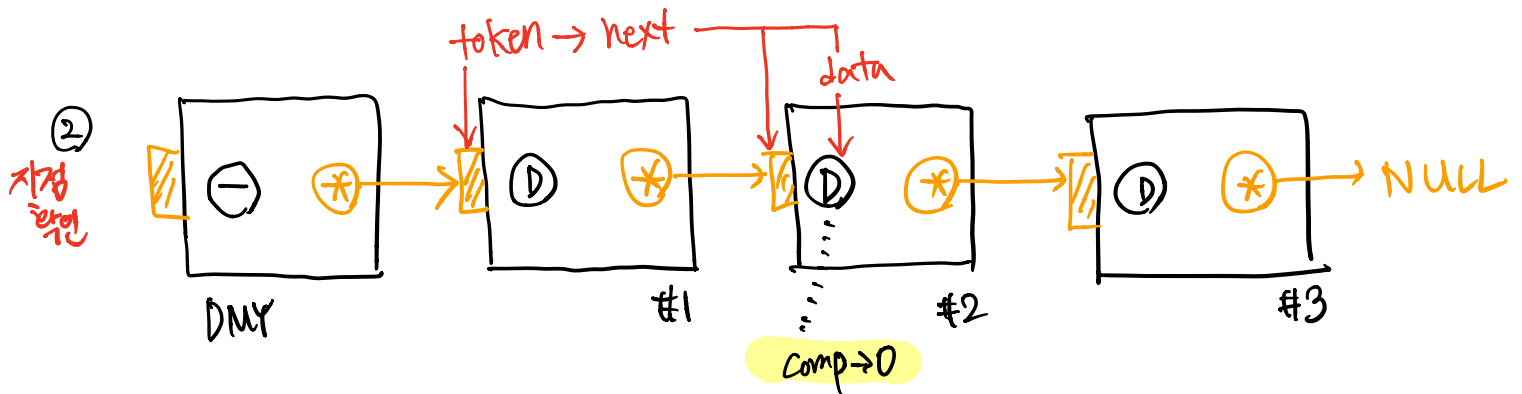 token → next
data
②
지정
확인
— * D * D * D * → NULL
DMY
#1
#2
#3
comp→0